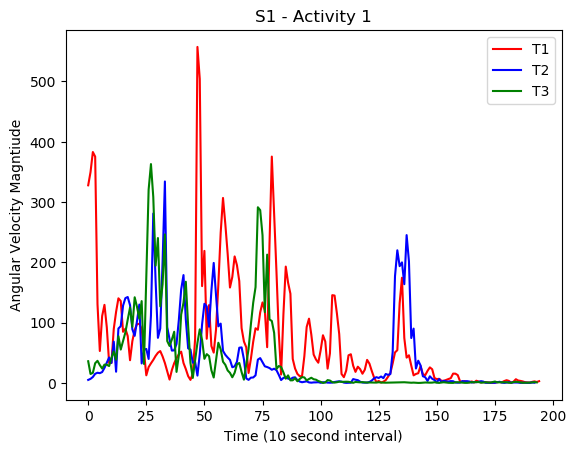 S1 - Activity 1
T1
T2
T3
Angular Velocity Magntiude
500
400
300
200
100
0
0 25 50 75 100 125 150 175 200
Time (10 second interval)